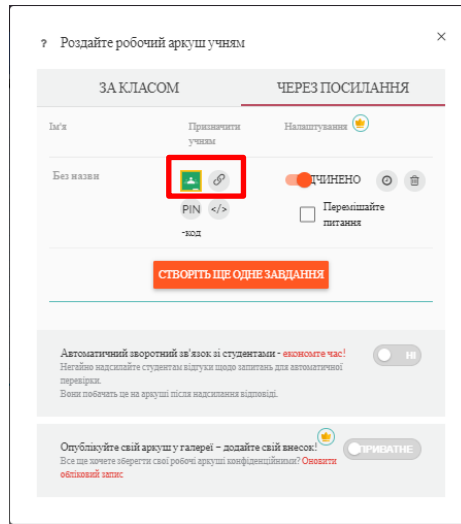 ? Роздайте робочий аркуш учням
ЗА КЛАСОМ ЧЕРЕЗ ПОСИЛАННЯ
Ім'я Призначити Налаштування
учням
Без назви ДЧИНЕНО
PIN </> Перемішайте
-код питання
СТВОРІТЬ ЩЕ ОДНЕ ЗАВДАННЯ
Автоматичний зворотний зв'язок зі студентами - економте час! НІ
Негайно надсилайте студентам відгуки щодо запитань для автоматичної
перевірки.
Вони побачать це на аркуші після надсилання відповіді.
Опублікуйте свій аркуш у галереї – додайте свій внесок! ПРИВАТНЕ
Все ще хочете зберегти свої робочі аркуші конфіденційними? Оновити
обліковий запис